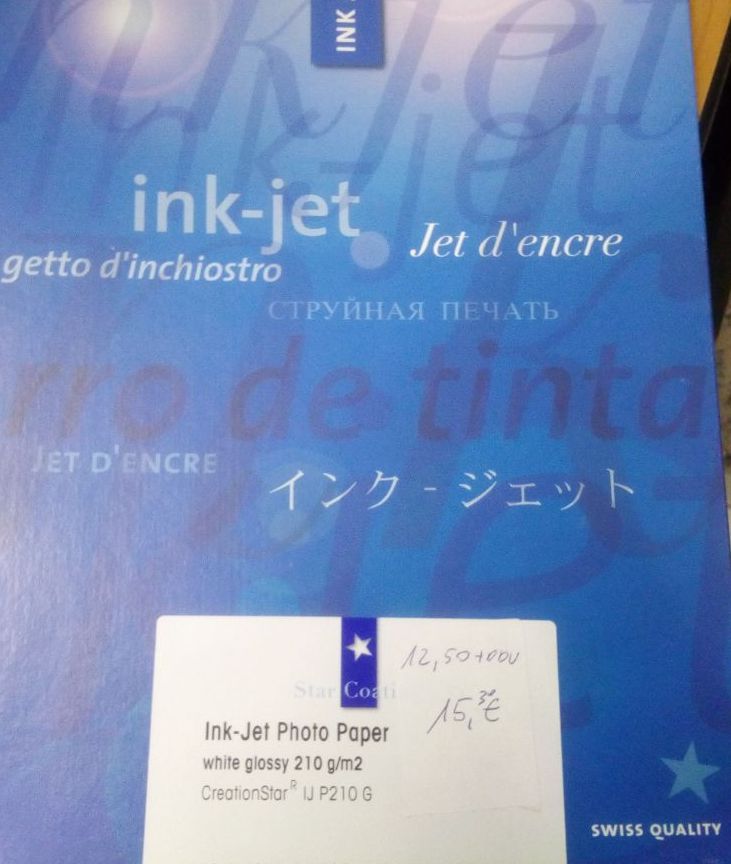 INK
ink-jet
Jet d'encre
getto d'inchiostro
СТРУЙНАЯ ПЕЧАТЬ
rro de tinta
JET D'ENCRE
インク - ジェット
12,50+
Star Coati
15,30€
Ink-Jet Photo Paper
white glossy 210 g/m2
CreationStar® IJ P210 G
SWISS QUALITY